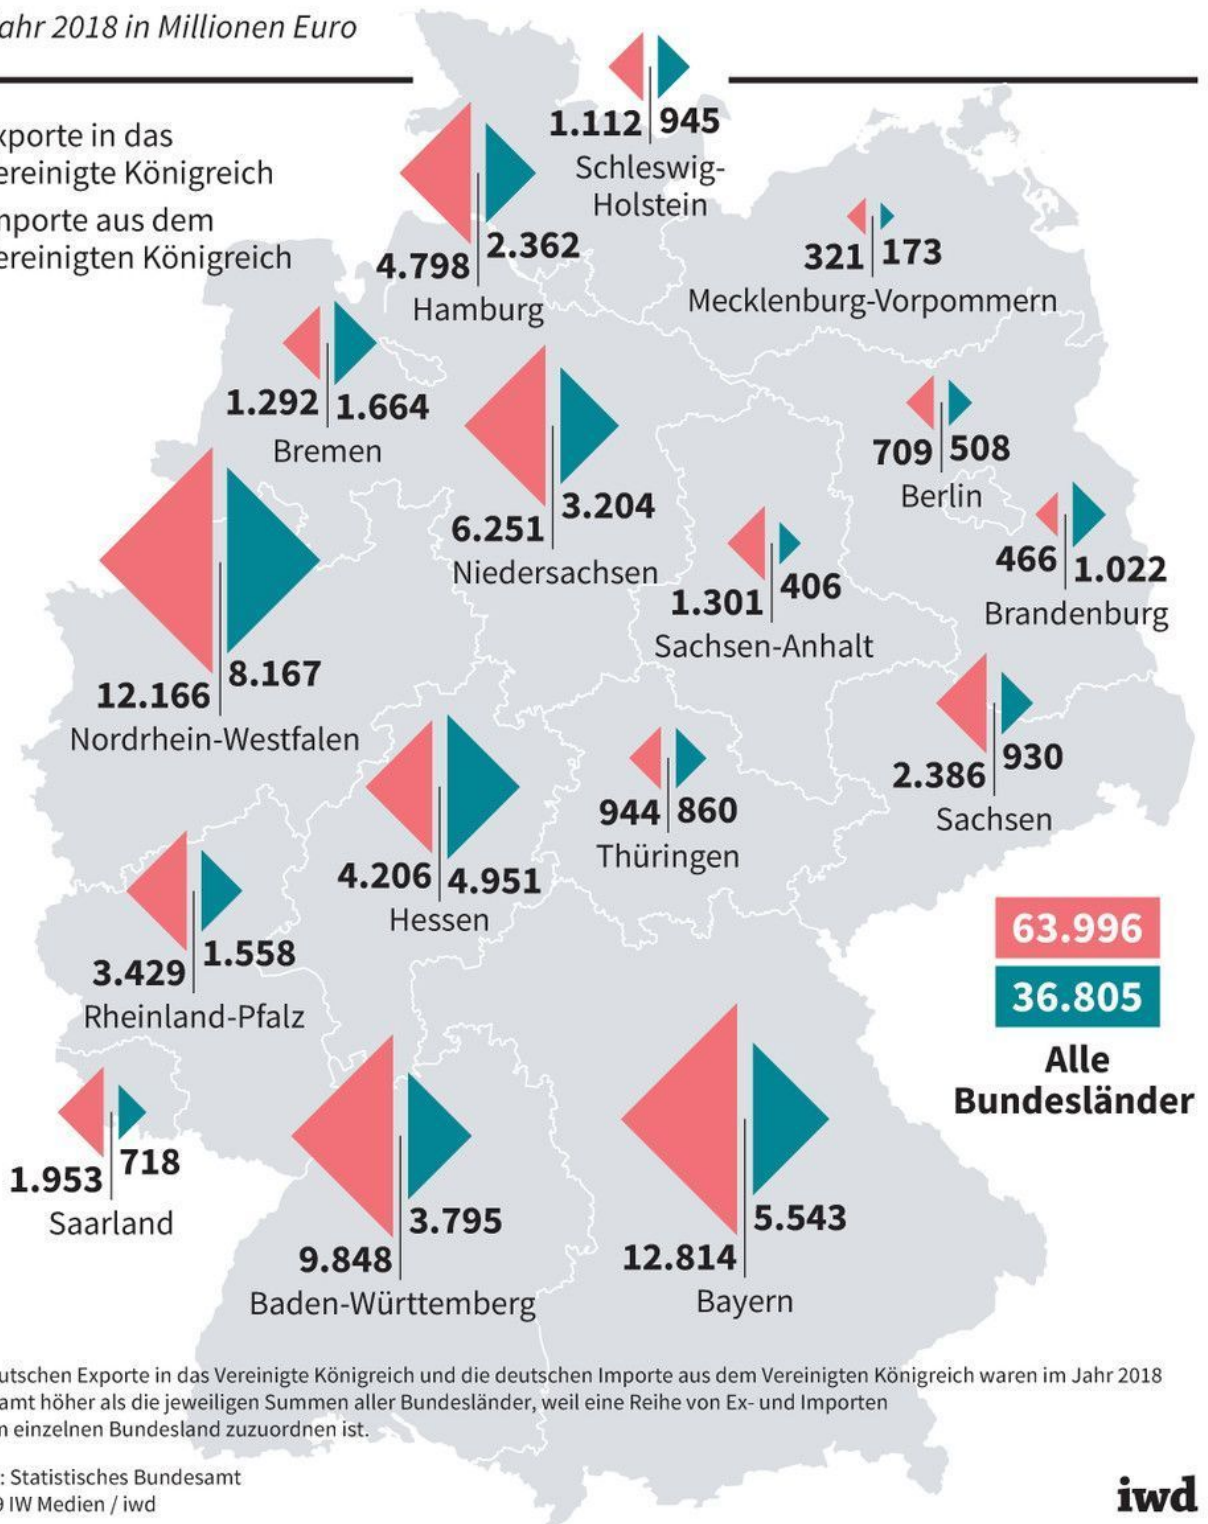 ahr 2018 in Millionen Euro
xporte in das
ereinigte Königreich
mporte aus dem
ereinigten Königreich
1.112 945
Schleswig-
Holstein
4.798 2.362
Hamburg
321 173
Mecklenburg-Vorpommern
1.292 1.664
Bremen
6.251 3.204
Niedersachsen
709 508
Berlin
466 1.022
Brandenburg
1.301 406
Sachsen-Anhalt
12.166 8.167
Nordrhein-Westfalen
2.386 930
Sachsen
944 860
Thüringen
4.206 4.951
Hessen
3.429 1.558
Rheinland-Pfalz
63.996
36.805
Alle
Bundesländer
1.953 718
Saarland
9.848 3.795
Baden-Württemberg
12.814 5.543
Bayern
utschen Exporte in das Vereinigte Königreich und die deutschen Importe aus dem Vereinigten Königreich waren im Jahr 2018
amt höher als die jeweiligen Summen aller Bundesländer, weil eine Reihe von Ex- und Importen
m einzelnen Bundesland zuzuordnen ist.
: Statistisches Bundesamt
9 IW Medien / iwd
iwd